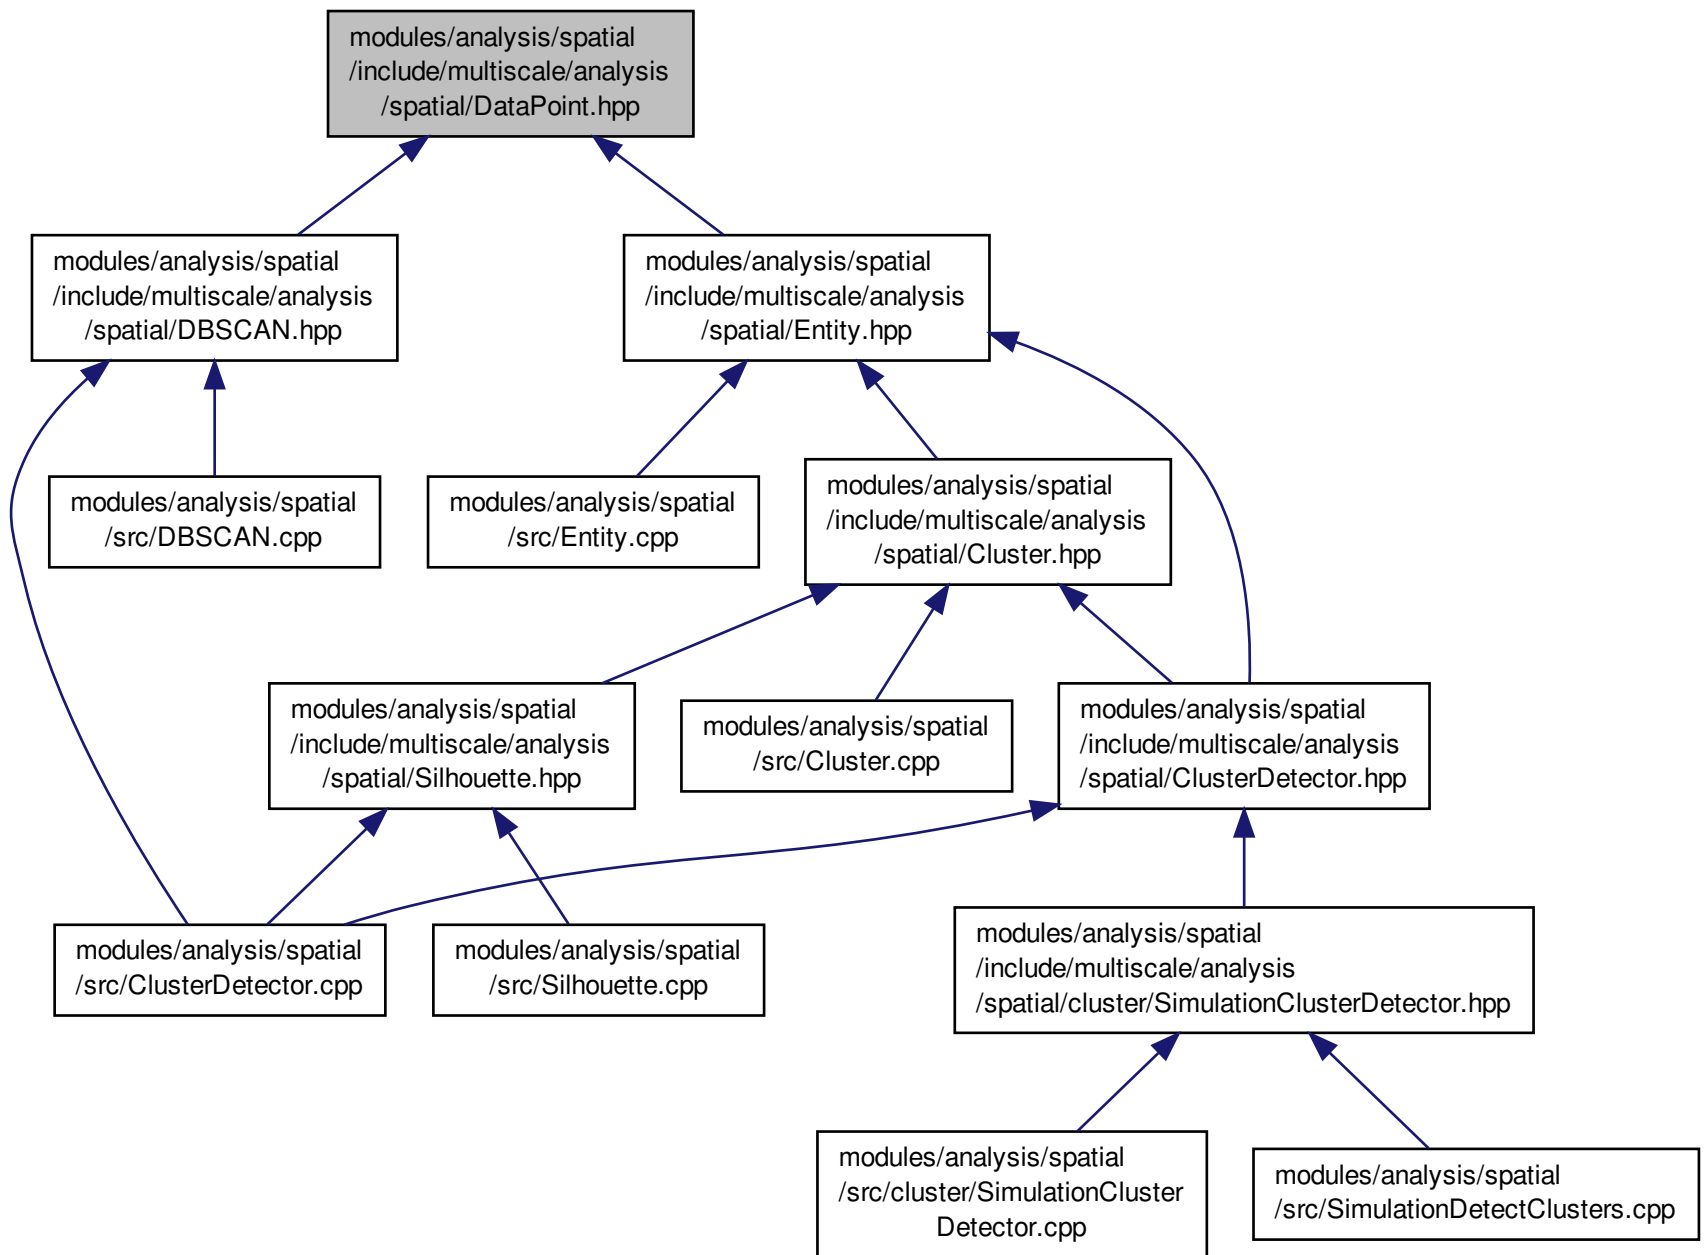 modules/analysis/spatial
/include/multiscale/analysis
/spatial/DataPoint.hpp
modules/analysis/spatial
/include/multiscale/analysis
/spatial/DBSCAN.hpp
modules/analysis/spatial
/include/multiscale/analysis
/spatial/Entity.hpp
modules/analysis/spatial
/src/DBSCAN.cpp
modules/analysis/spatial
/src/Entity.cpp
modules/analysis/spatial
/include/multiscale/analysis
/spatial/Cluster.hpp
modules/analysis/spatial
/include/multiscale/analysis
/spatial/Silhouette.hpp
modules/analysis/spatial
/src/Cluster.cpp
modules/analysis/spatial
/include/multiscale/analysis
/spatial/ClusterDetector.hpp
modules/analysis/spatial
/src/ClusterDetector.cpp
modules/analysis/spatial
/src/Silhouette.cpp
modules/analysis/spatial
/include/multiscale/analysis
/spatial/cluster/SimulationClusterDetector.hpp
modules/analysis/spatial
/src/cluster/SimulationCluster
Detector.cpp
modules/analysis/spatial
/src/SimulationDetectClusters.cpp